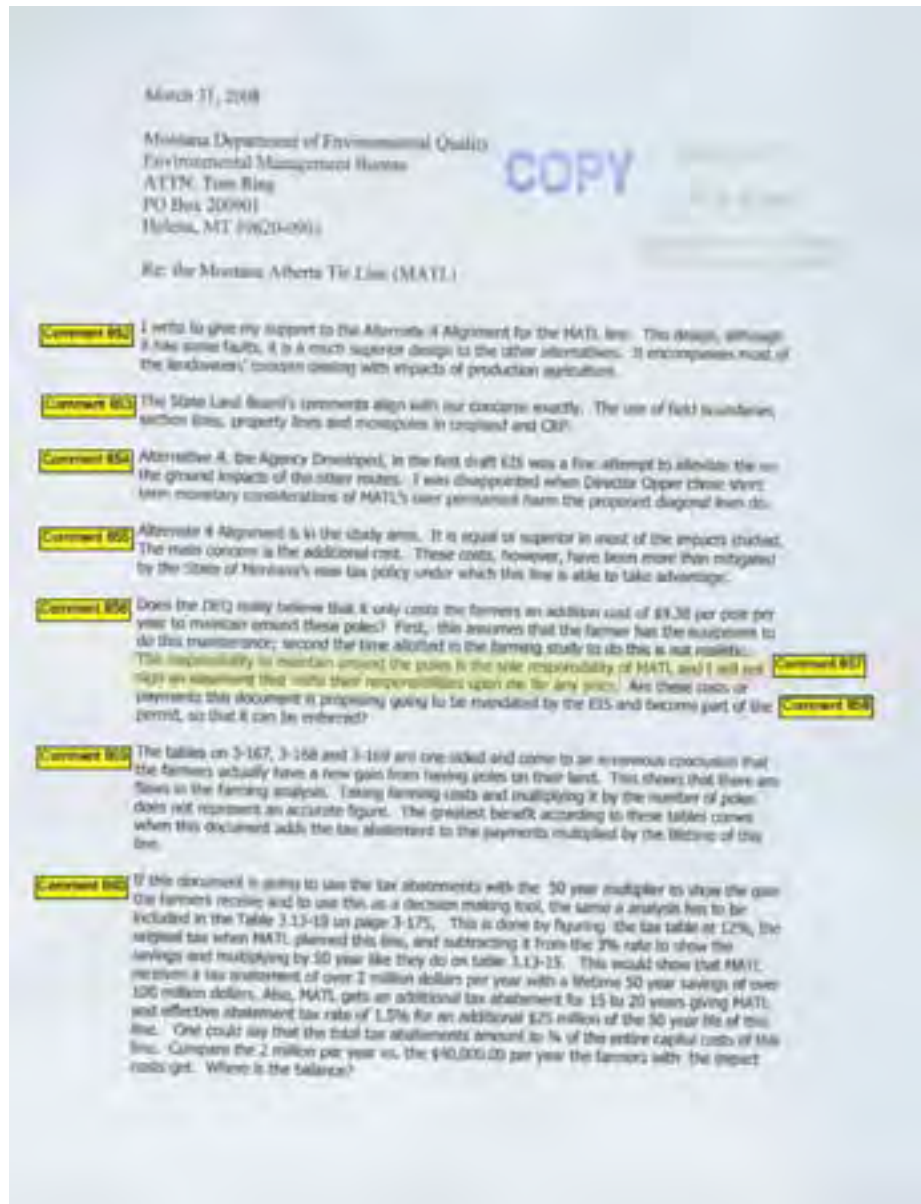 March 31, 2008
Montana Department of Environmental Quality
Environmental Management Bureau
ATTN: Tom Ring
PO Box 200901
Helena, MT 59620-0901
COPY
Re: the Montana Alberta Tie Line (MATL)
Comment 852
I write to give my support to the Alternate 4 Alignment for the MATL line. This design, although
it has some faults, it is a much superior design to the other alternatives. It encompasses most of
the landowners' concern dealing with impacts of production agriculture.
Comment 853
The State Land Board's comments align with our concerns exactly. The use of field boundaries,
section lines, property lines and monopoles in cropland and CRP.
Comment 854
Alternative 4, the Agency Developed, in the first draft EIS was a fine attempt to alleviate the on
the ground impacts of the other routes. I was disappointed when Director Opper chose short
term monetary considerations of MATL's over permanent harm the proposed diagonal lines do.
Comment 855
Alternate 4 Alignment is in the study area. It is equal or superior in most of the impacts studied.
The main concern is the additional cost. These costs, however, have been more than mitigated
by the State of Montana's new tax policy under which this line is able to take advantage.
Comment 856
Does the DEQ really believe that it only costs the farmers an addition cost of $9.38 per pole per
year to maintain around these poles? First, this assumes that the farmer has the equipment to
do this maintenance; second the time allotted in the farming study to do this is not realistic.
The responsibility to maintain around the poles is the sole responsibility of MATL and I will not
sign an easement that shifts their responsibilities upon me for any price. Are these costs or
payments this document is proposing going to be mandated by the EIS and become part of the
permit, so that it can be enforced?
Comment 857
Comment 858
Comment 859
The tables on 3-167, 3-168 and 3-169 are one sided and come to an erroneous conclusion that
the farmers actually have a new gain from having poles on their land. This shows that there are
flaws in the farming analysis. Taking farming costs and multiplying it by the number of poles
does not represent an accurate figure. The greatest benefit according to these tables comes
when this document adds the tax abatement to the payments multiplied by the lifetime of this
line.
Comment 860
If this document is going to use the tax abatements with the 50 year multiplier to show the gain
the farmers receive and to use this as a decision making tool, the same a analysis has to be
included in the Table 3.13-19 on page 3-175. This is done by figuring the tax table at 12%, the
original tax when MATL planned this line, and subtracting it from the 3% rate to show the
savings and multiplying by 50 year like they do on table 3.13-15. This would show that MATL
receives a tax abatement of over 2 million dollars per year with a lifetime 50 year savings of over
100 million dollars. Also, MATL gets an additional tax abatement for 15 to 20 years giving MATL
and effective abatement tax rate of 1.5% for an additional $25 million of the 50 year life of this
line. One could say that the total tax abatements amount to ¾ of the entire capital costs of this
line. Compare the 2 million per year vs. the $40,000.00 per year the farmers with the impact
costs get. Where is the balance?